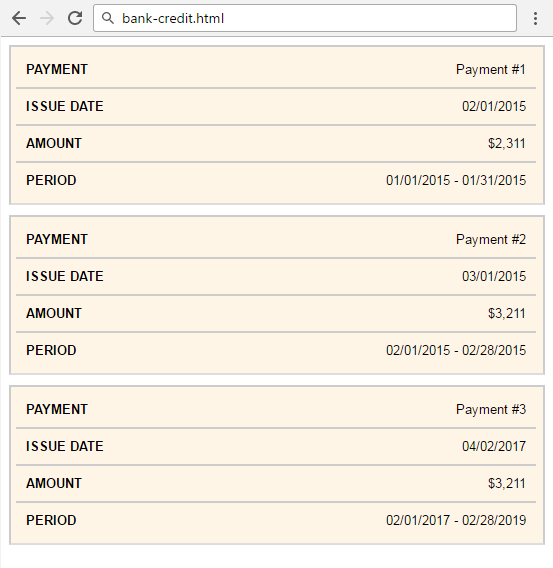 bank-credit.html
PAYMENT Payment #1
ISSUE DATE 02/01/2015
AMOUNT $2,311
PERIOD 01/01/2015 - 01/31/2015
PAYMENT Payment #2
ISSUE DATE 03/01/2015
AMOUNT $3,211
PERIOD 02/01/2015 - 02/28/2015
PAYMENT Payment #3
ISSUE DATE 04/02/2017
AMOUNT $3,211
PERIOD 02/01/2017 - 02/28/2019